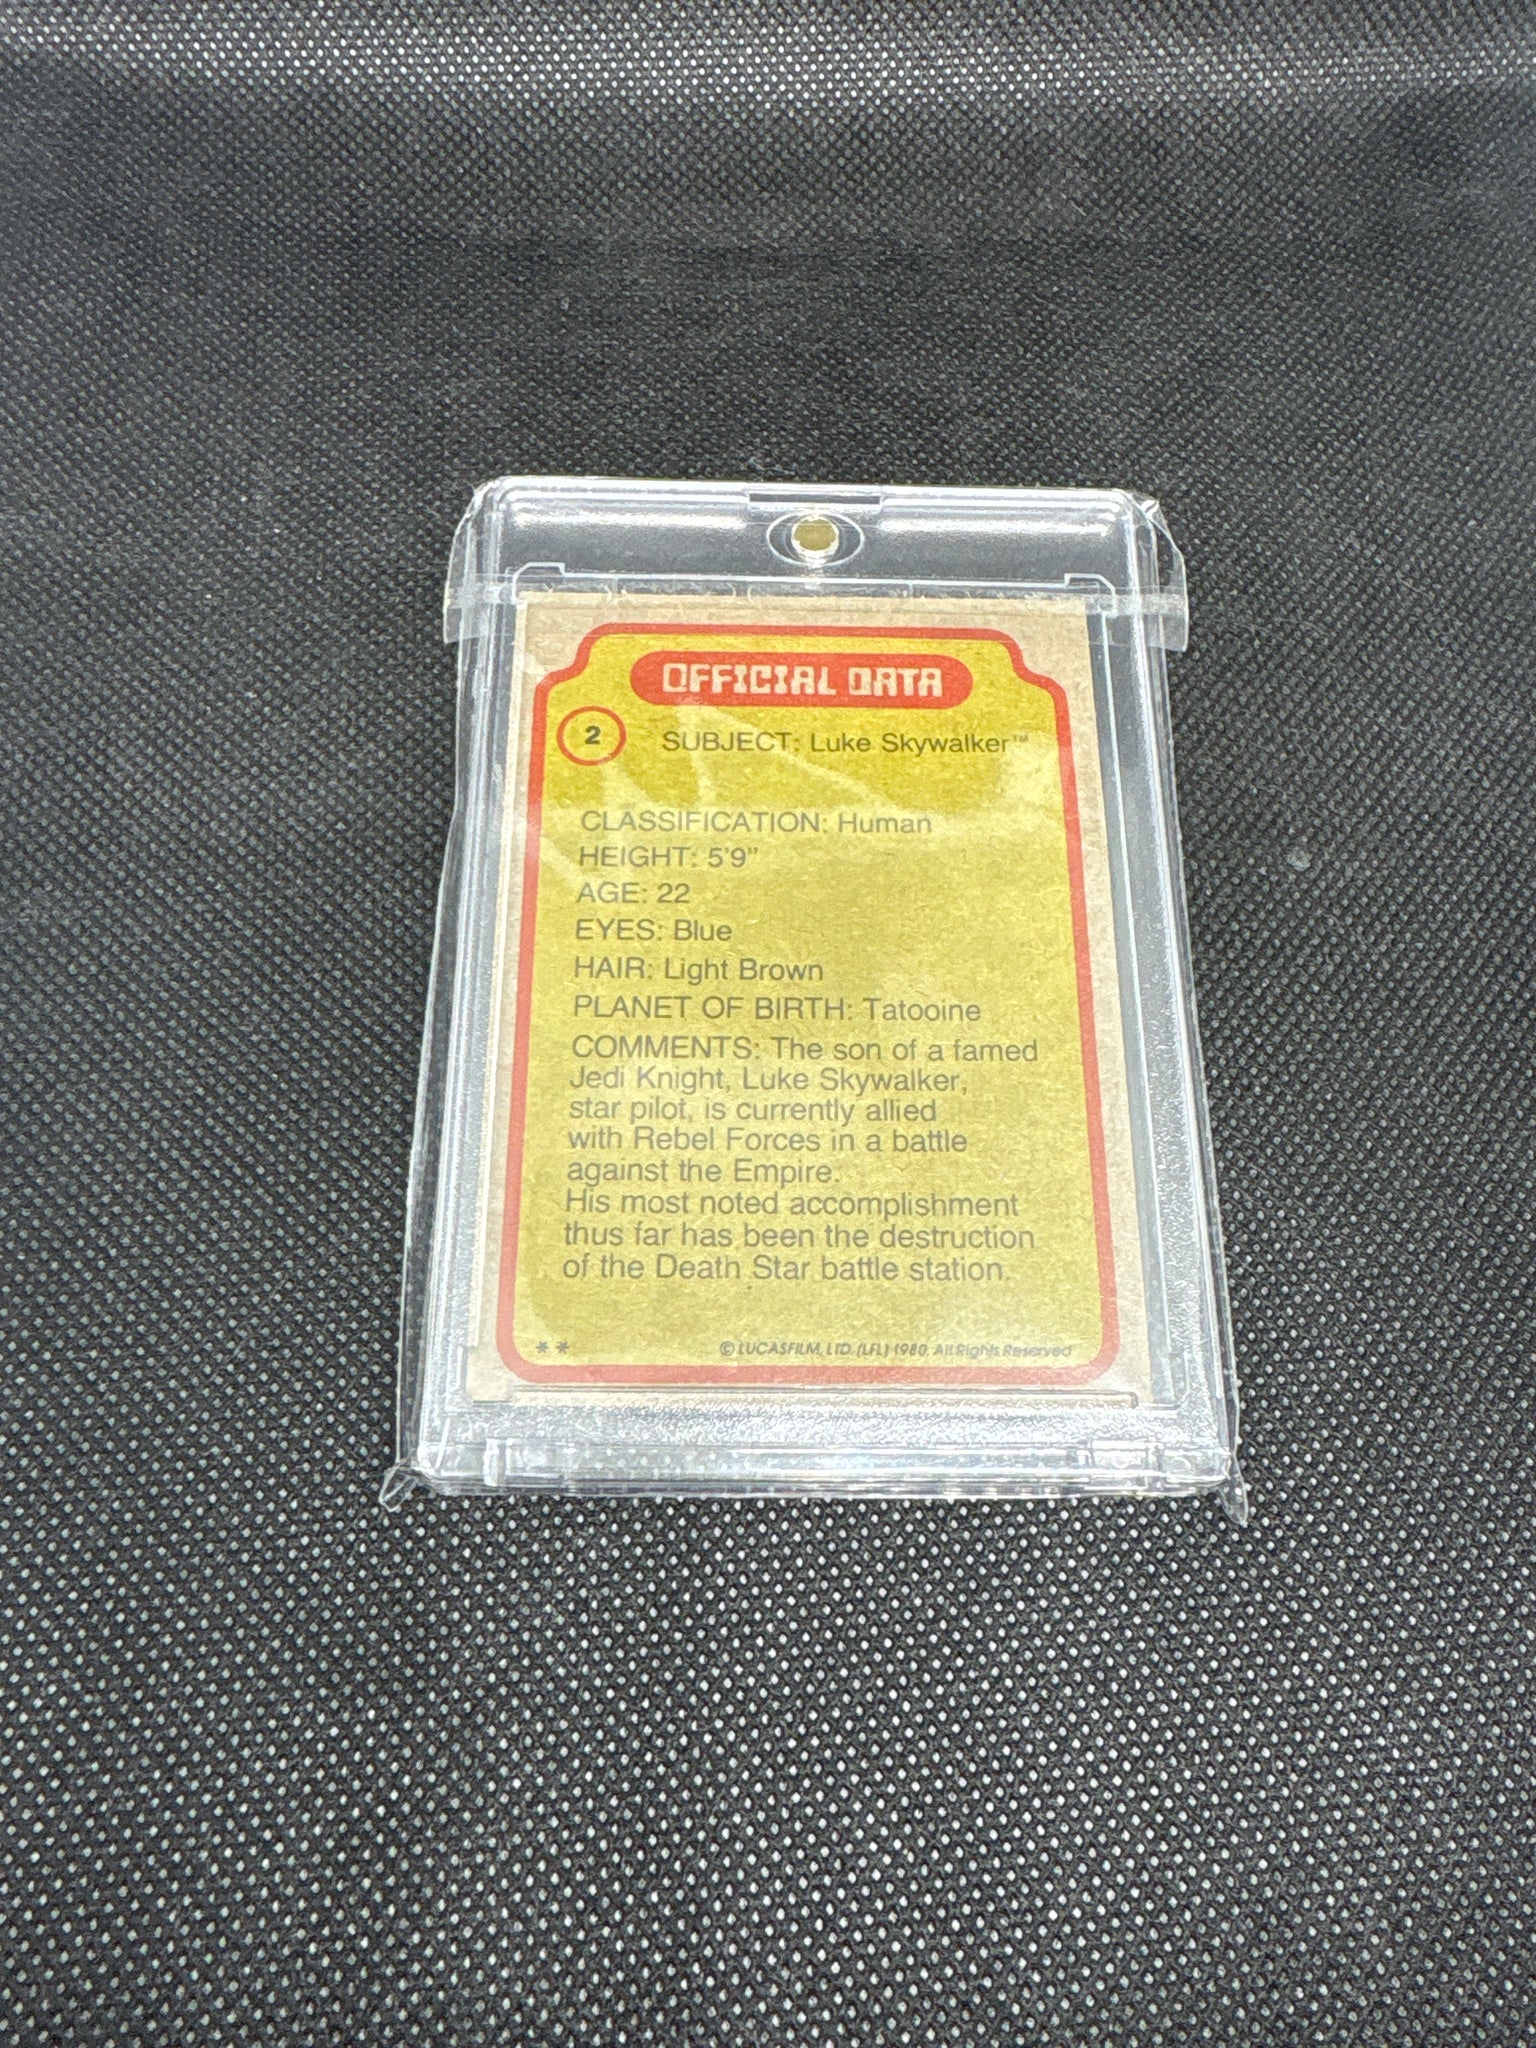 OFFICIAL DATA
2
SUBJECT: Luke Skywalker™
CLASSIFICATION: Human
HEIGHT: 5'9"
AGE: 22
EYES: Blue
HAIR: Light Brown
PLANET OF BIRTH: Tatooine
COMMENTS: The son of a famed
Jedi Knight, Luke Skywalker,
star pilot, is currently allied
with Rebel Forces in a battle
against the Empire.
His most noted accomplishment
thus far has been the destruction
of the Death Star battle station.
** © LUCASFILM, LTD. (LFL) 1980. All Rights Reserved